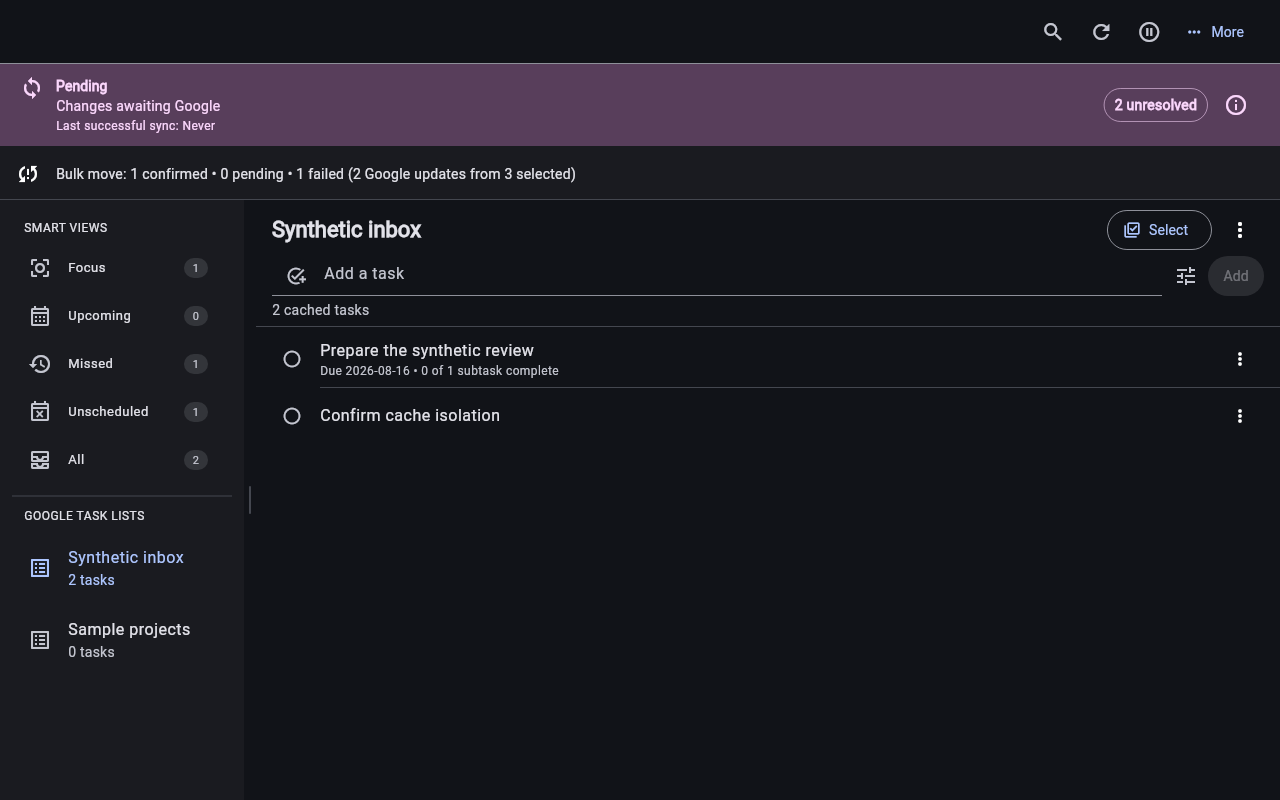 More
Pending
Changes awaiting Google
Last successful sync: Never
2 unresolved
Bulk move: 1 confirmed • 0 pending • 1 failed (2 Google updates from 3 selected)
SMART VIEWS
Focus 1
Upcoming 0
Missed 1
Unscheduled 1
All 2
GOOGLE TASK LISTS
Synthetic inbox
2 tasks
Sample projects
0 tasks
Synthetic inbox
Select
Add a task
Add
2 cached tasks
Prepare the synthetic review
Due 2026-08-16 • 0 of 1 subtask complete
Confirm cache isolation